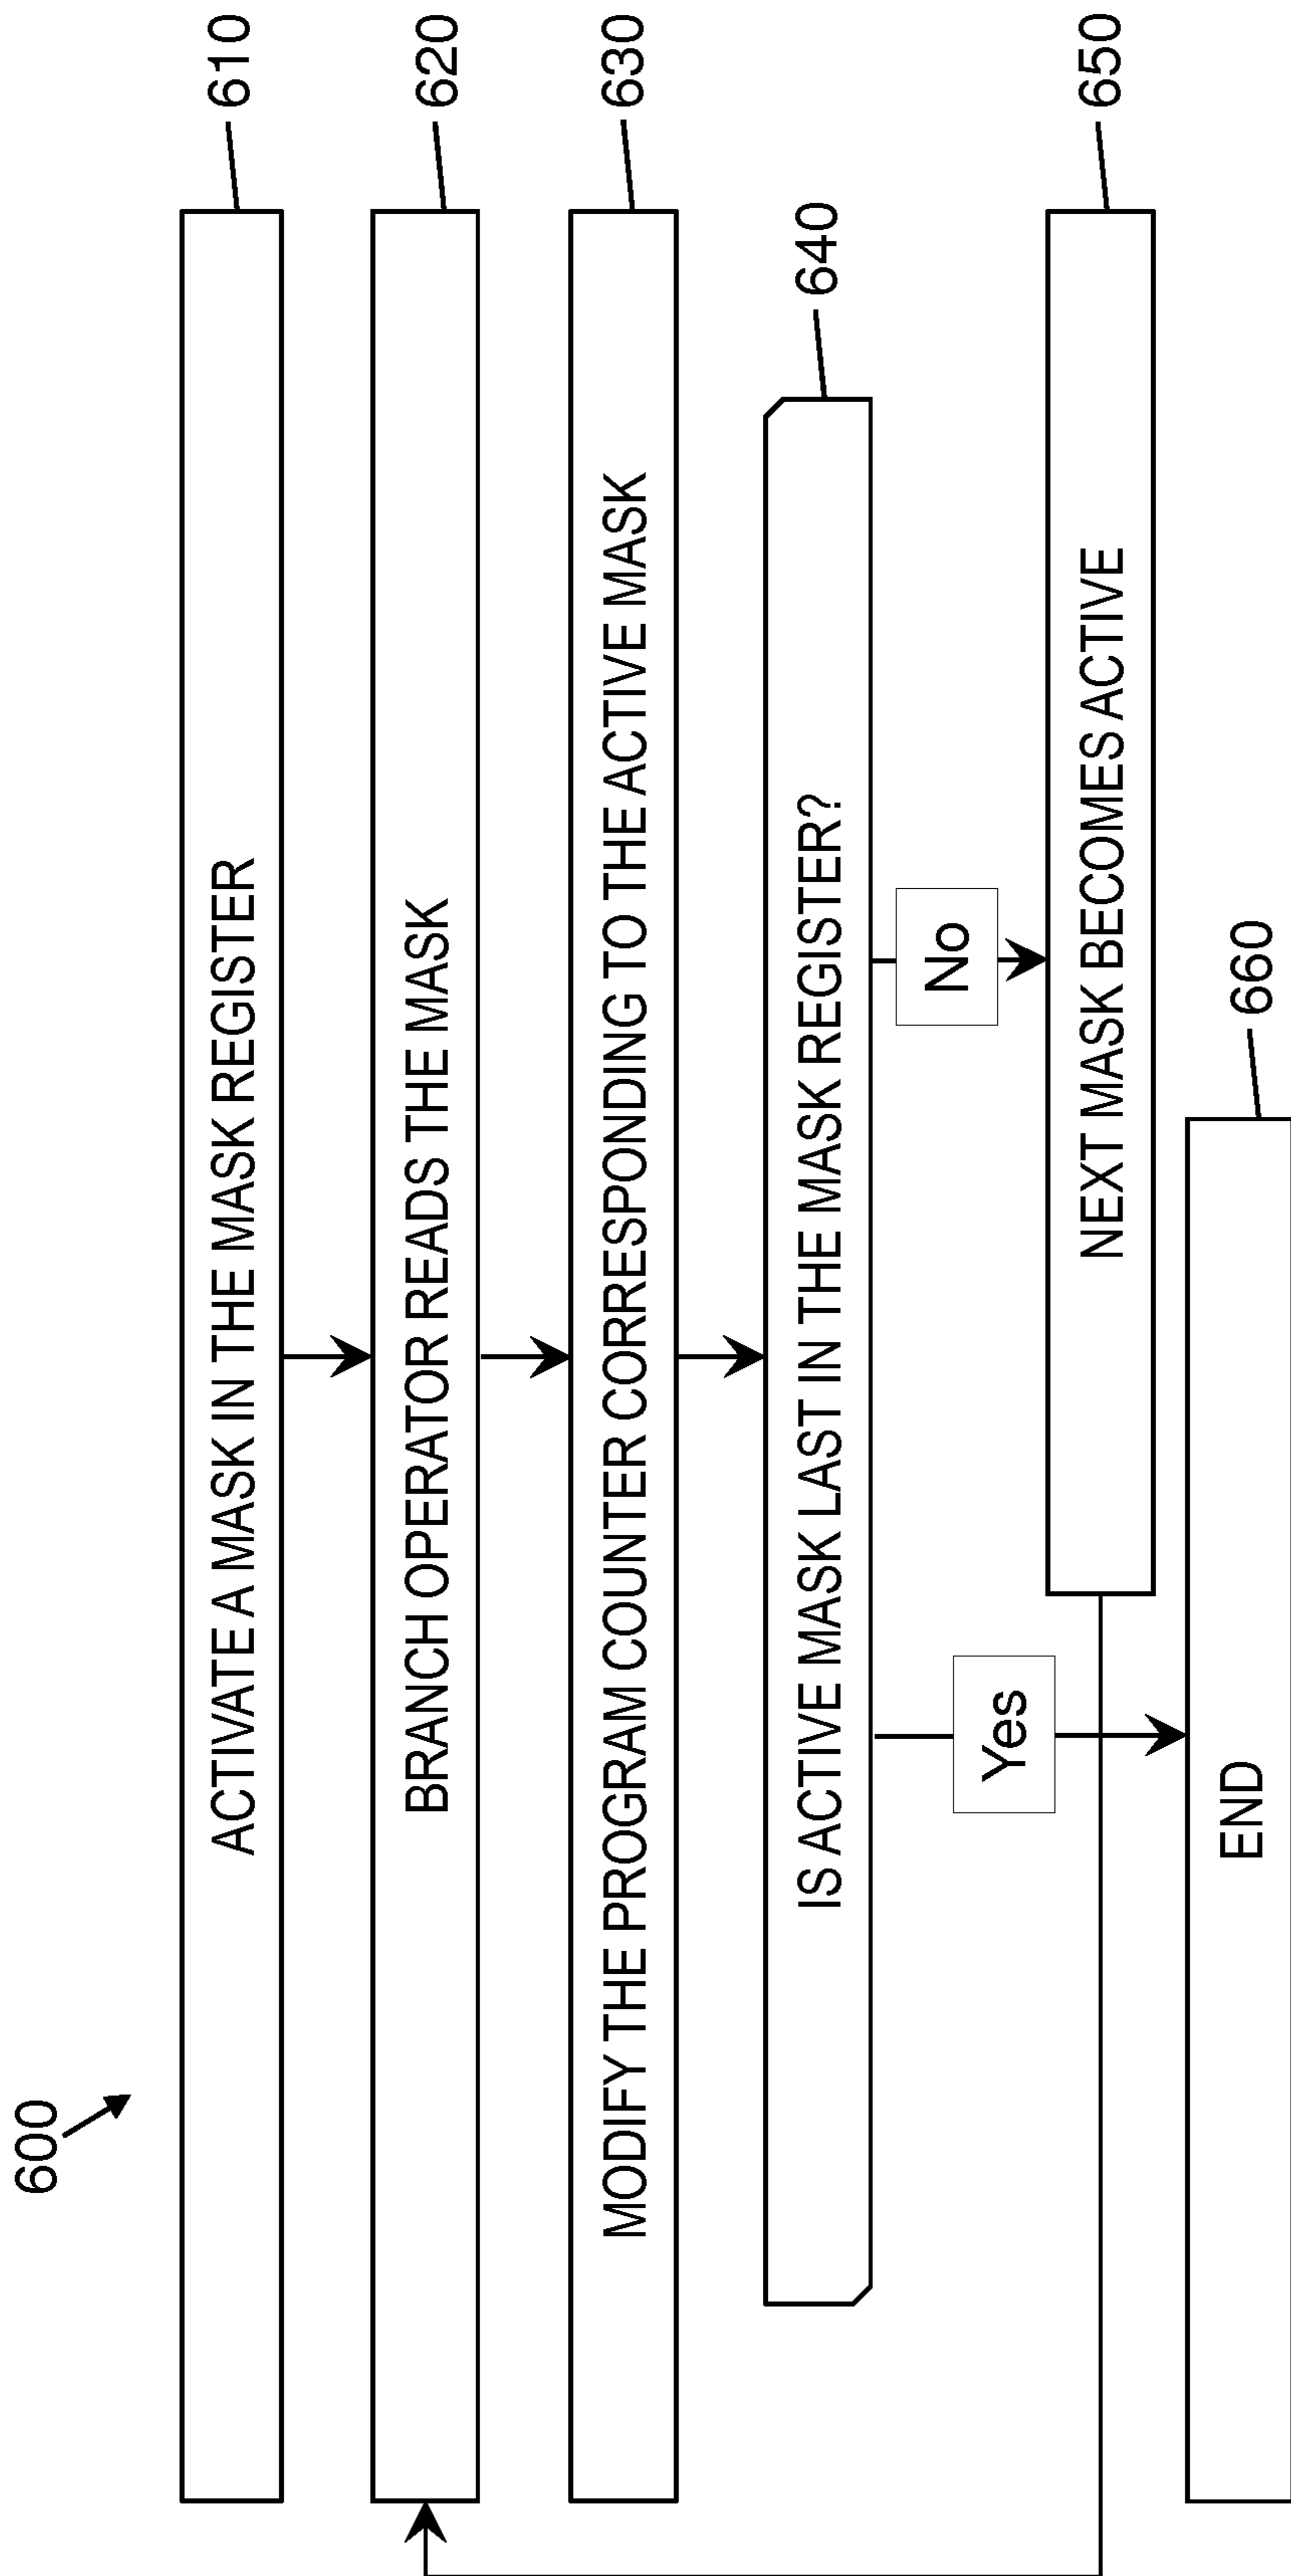 600
ACTIVATE A MASK IN THE MASK REGISTER
610
BRANCH OPERATOR READS THE MASK
620
MODIFY THE PROGRAM COUNTER CORRESPONDING TO THE ACTIVE MASK
630
IS ACTIVE MASK LAST IN THE MASK REGISTER?
640
No
Yes
NEXT MASK BECOMES ACTIVE
650
END
660